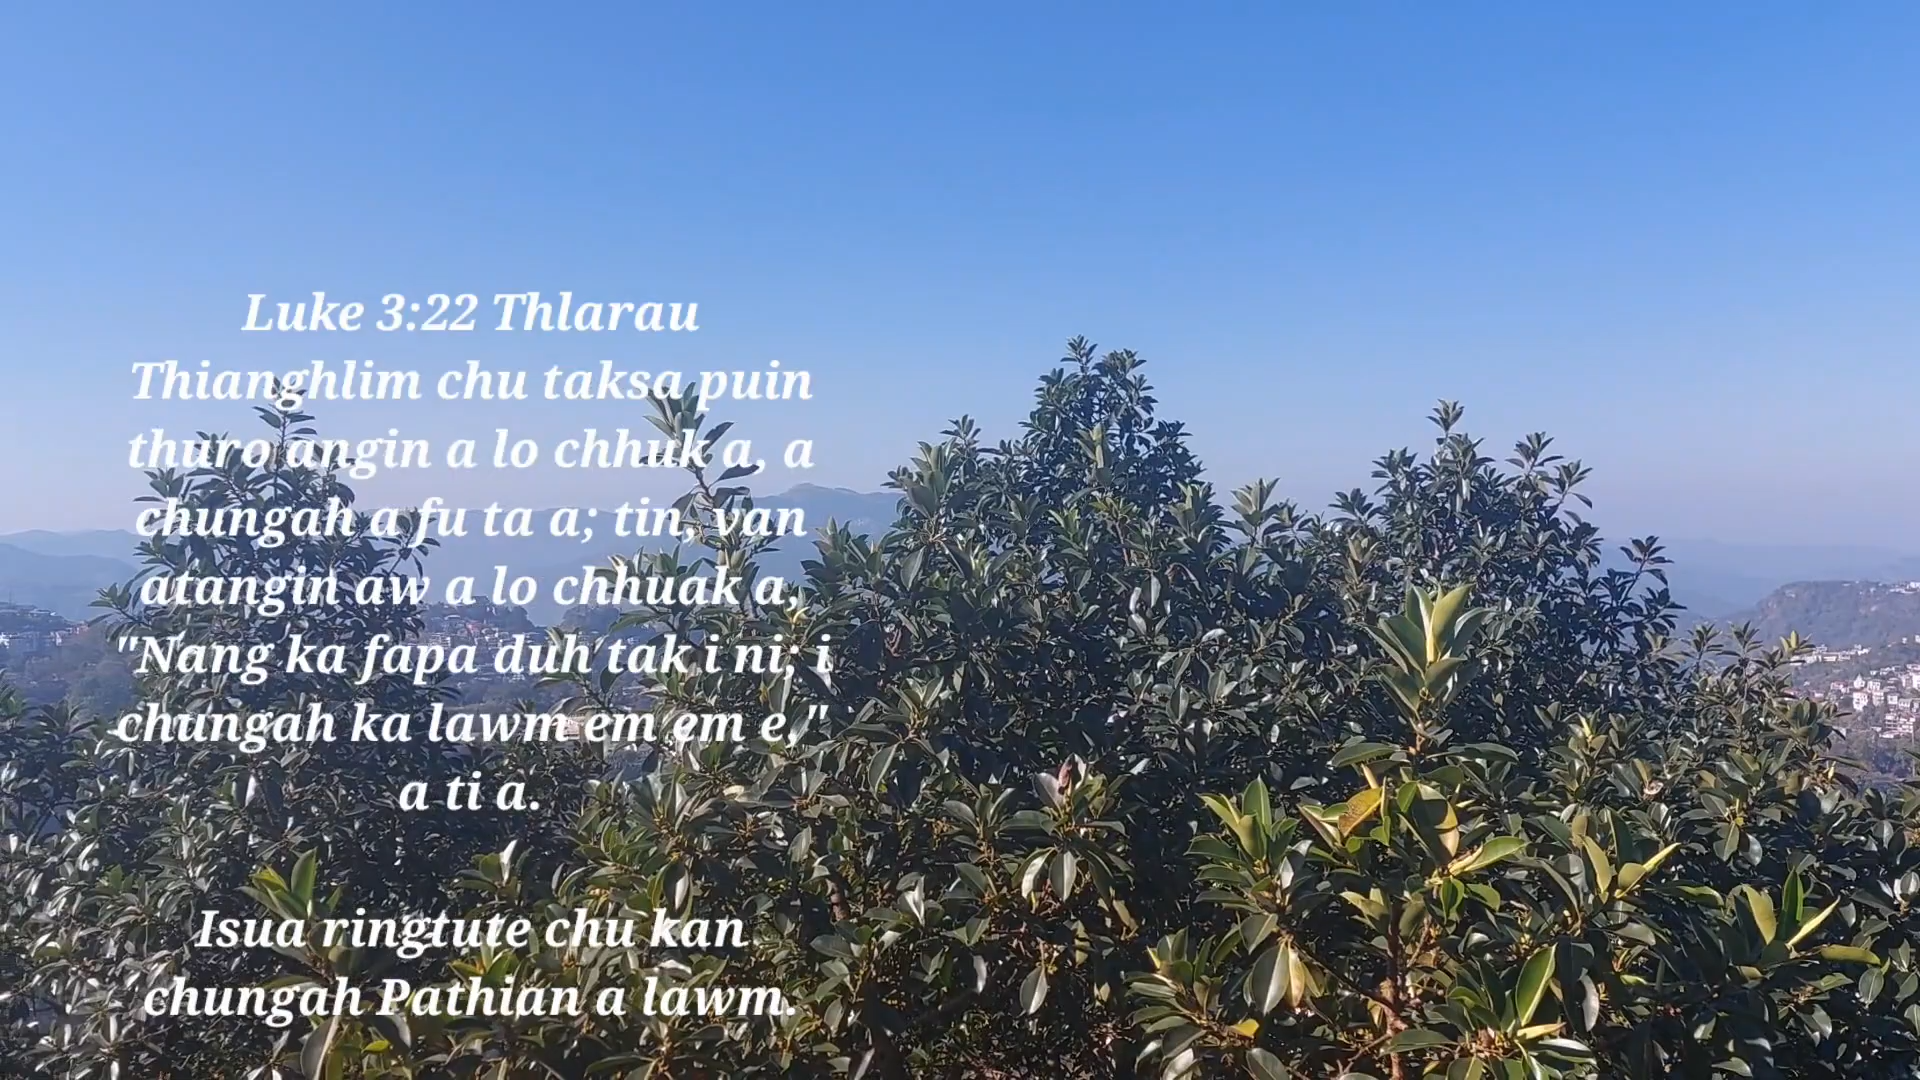 Luke 3:22 Thlarau
Thianghlim chu taksa puin
thuro angin a lo chhuk a, a
chungah a fu ta a; tin, van
atangin aw a lo chhuak a,
"Nang ka fapa duh tak i ni; i
chungah ka lawm em em e,"
a ti a.
Isua ringtute chu kan
chungah Pathian a lawm.